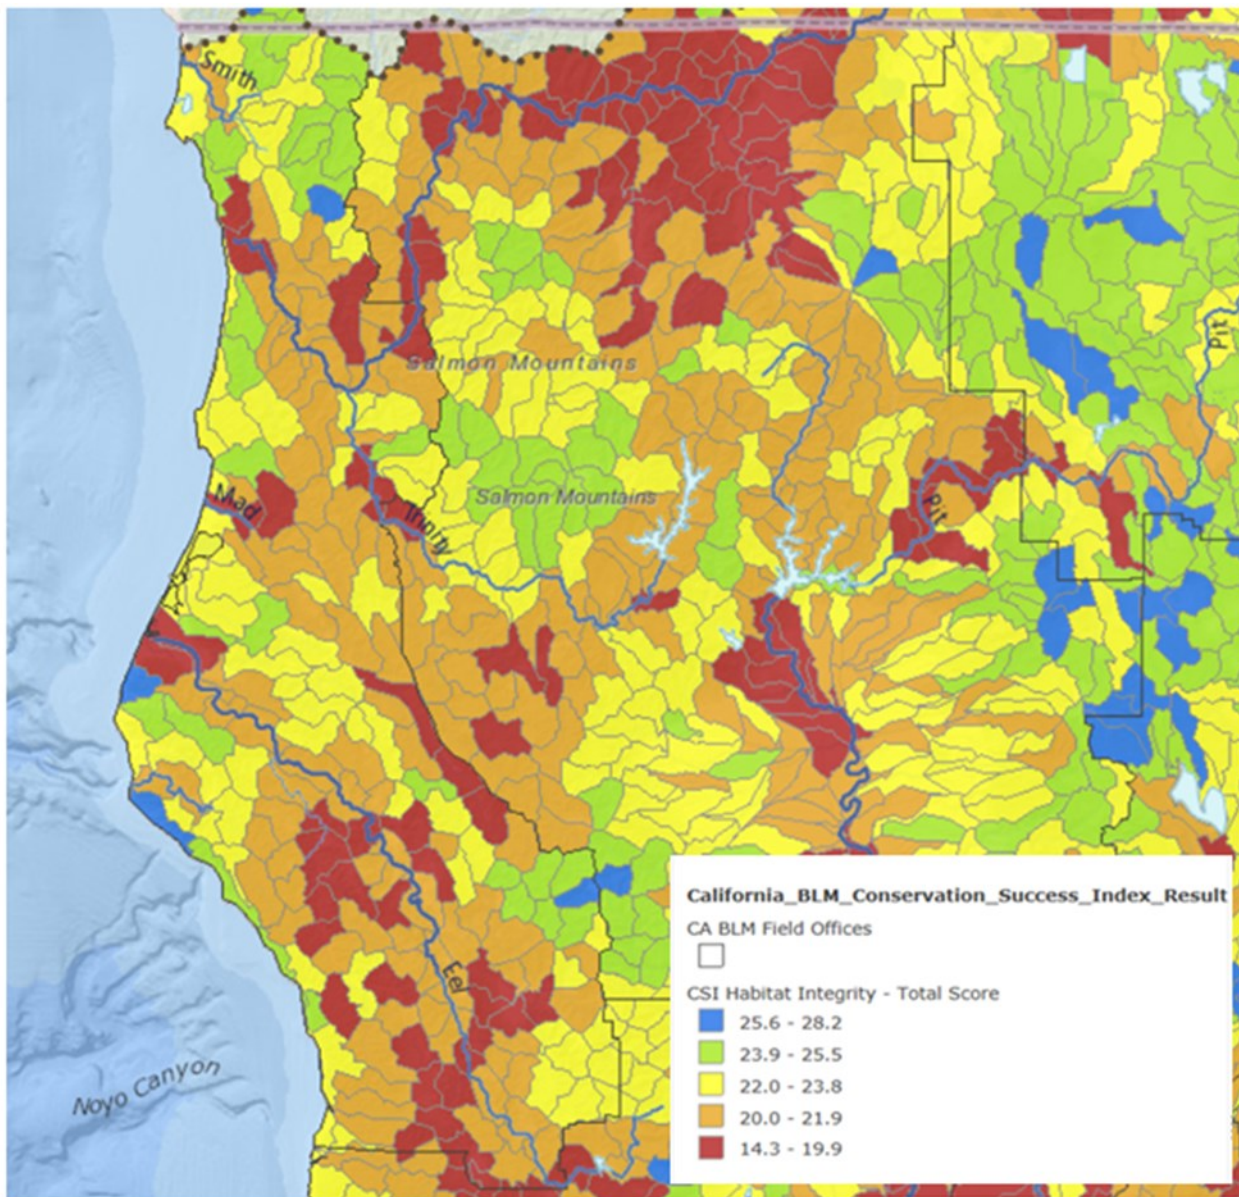 Smith
Pit
Salmon Mountains
Mad
Salmon Mountains
Trinity
Pit
Eel
Noyo Canyon
California_BLM_Conservation_Success_Index_Result
CA BLM Field Offices
CSI Habitat Integrity - Total Score
25.6 - 28.2
23.9 - 25.5
22.0 - 23.8
20.0 - 21.9
14.3 - 19.9